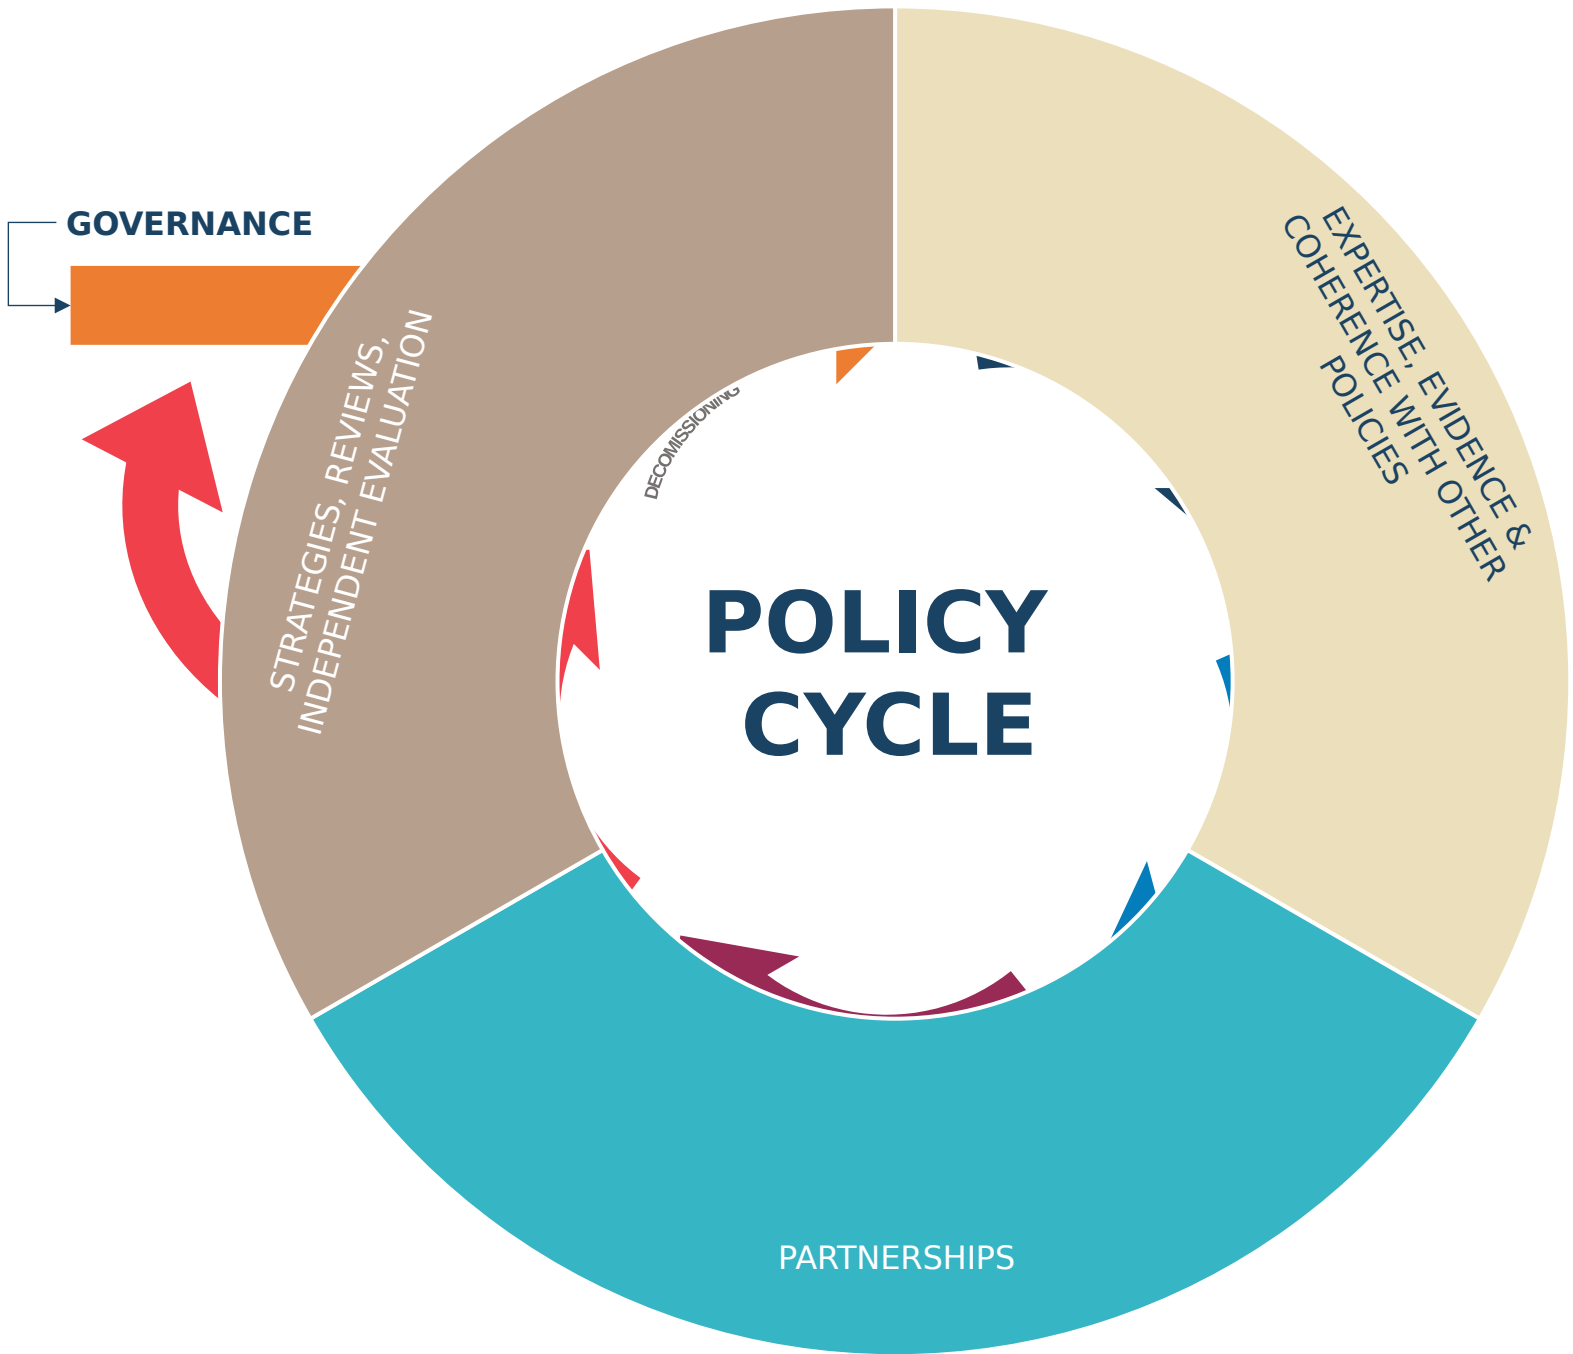 GOVERNANCE
STRATEGIES, REVIEWS,
INDEPENDENT EVALUATION
EXPERTISE, EVIDENCE &
COHERENCE WITH OTHER
POLICIES
DECOMISSIONING
POLICY
CYCLE
PARTNERSHIPS